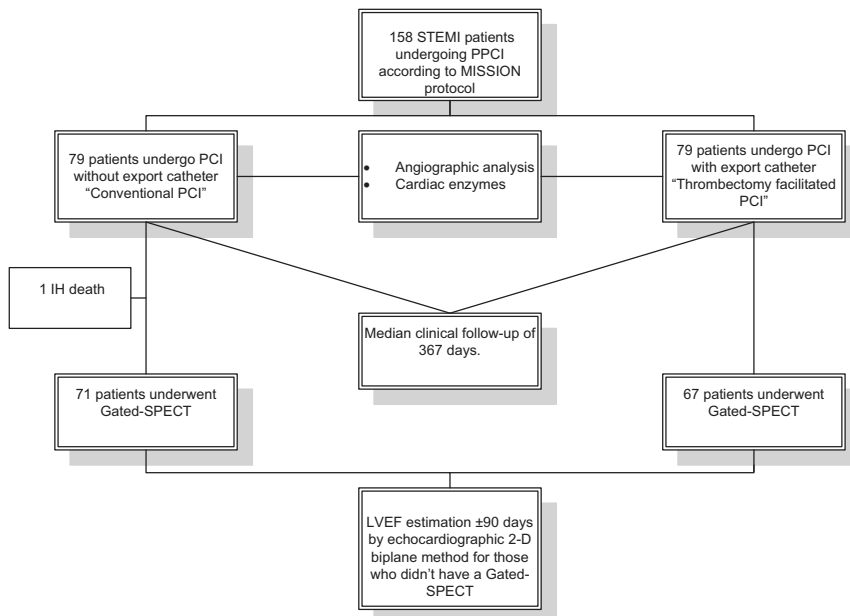 158 STEMI patients
undergoing PPCI
according to MISSION
protocol
79 patients undergo PCI
without export catheter
“Conventional PCI”
• Angiographic analysis
• Cardiac enzymes
79 patients undergo PCI
with export catheter
“Thrombectomy facilitated
PCI”
1 IH death
Median clinical follow-up of
367 days.
71 patients underwent
Gated-SPECT
67 patients underwent
Gated-SPECT
LVEF estimation ±90 days
by echocardiographic 2-D
biplane method for those
who didn’t have a Gated-
SPECT